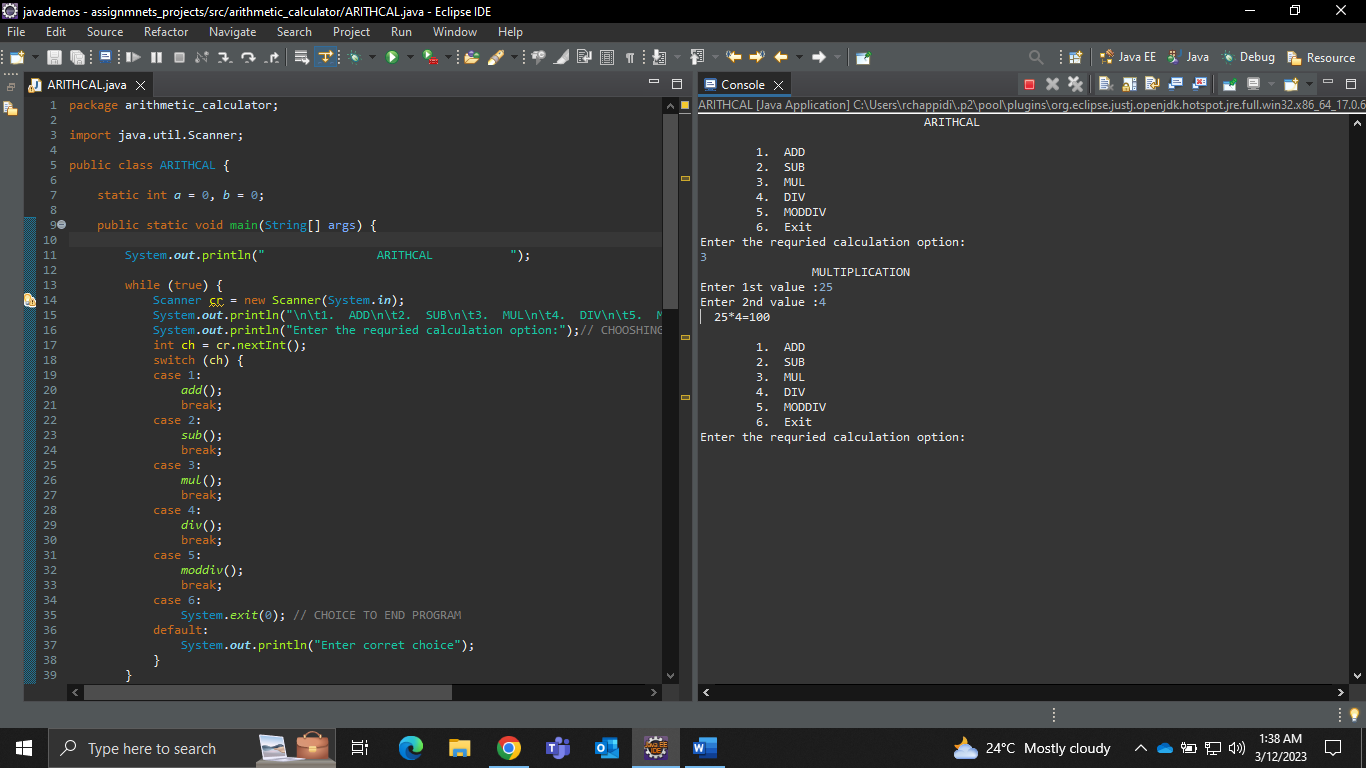 javademos - assignmnets_projects/src/arithmetic_calculator/ARITHCAL.java - Eclipse IDE
File Edit Source Refactor Navigate Search Project Run Window Help
Java EE Java Debug Resource
ARITHCAL.java
1 package arithmetic_calculator;
2
3 import java.util.Scanner;
4
5 public class ARITHCAL {
6
7 static int a = 0, b = 0;
8
9 public static void main(String[] args) {
10
11 System.out.println(" ARITHCAL ");
12
13 while (true) {
14 Scanner cr = new Scanner(System.in);
15 System.out.println("\n\t1. ADD\n\t2. SUB\n\t3. MUL\n\t4. DIV\n\t5. M
16 System.out.println("Enter the requried calculation option:");// CHOOSHING
17 int ch = cr.nextInt();
18 switch (ch) {
19 case 1:
20 add();
21 break;
22 case 2:
23 sub();
24 break;
25 case 3:
26 mul();
27 break;
28 case 4:
29 div();
30 break;
31 case 5:
32 moddiv();
33 break;
34 case 6:
35 System.exit(0); // CHOICE TO END PROGRAM
36 default:
37 System.out.println("Enter corret choice");
38 }
39 }
Console
ARITHCAL [Java Application] C:\Users\rchappidi\.p2\pool\plugins\org.eclipse.justj.openjdk.hotspot.jre.full.win32.x86_64_17.0.6
ARITHCAL
1. ADD
2. SUB
3. MUL
4. DIV
5. MODDIV
6. Exit
Enter the requried calculation option:
3
MULTIPLICATION
Enter 1st value :25
Enter 2nd value :4
25*4=100
1. ADD
2. SUB
3. MUL
4. DIV
5. MODDIV
6. Exit
Enter the requried calculation option:
Type here to search
24°C Mostly cloudy
1:38 AM
3/12/2023